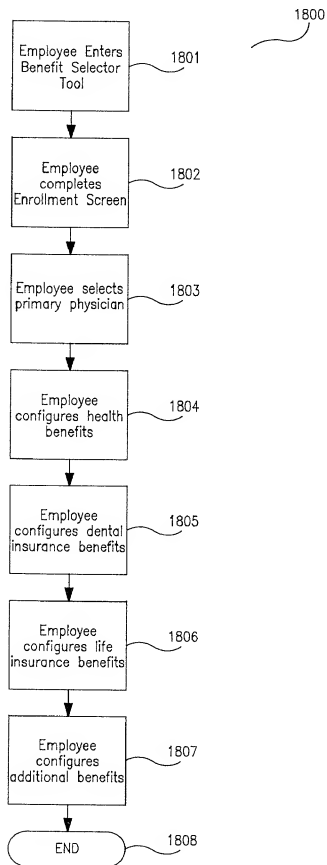 1800
Employee Enters
Benefit Selector
Tool
1801
Employee
completes
Enrollment Screen
1802
Employee selects
primary physician
1803
Employee
configures health
benefits
1804
Employee
configures dental
insurance benefits
1805
Employee
configures life
insurance benefits
1806
Employee
configures
additional benefits
1807
END
1808